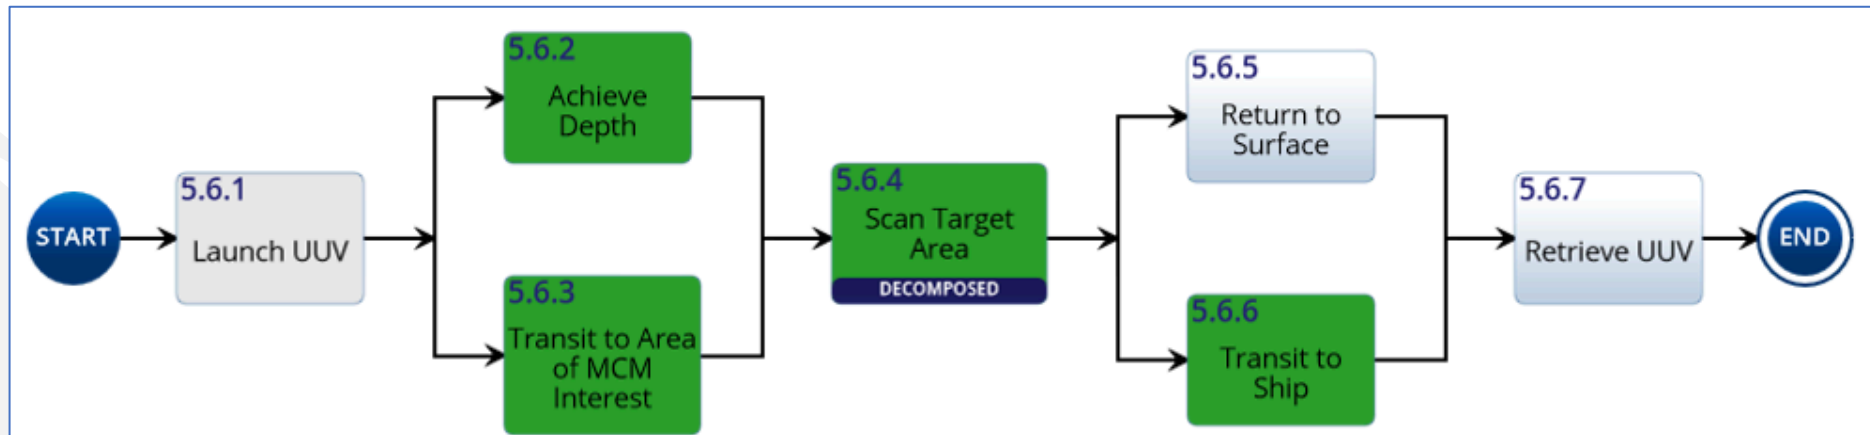 START
5.6.1
Launch UUV
5.6.2
Achieve
Depth
5.6.3
Transit to Area
of MCM
Interest
5.6.4
Scan Target
Area
DECOMPOSED
5.6.5
Return to
Surface
5.6.6
Transit to
Ship
5.6.7
Retrieve UUV
END